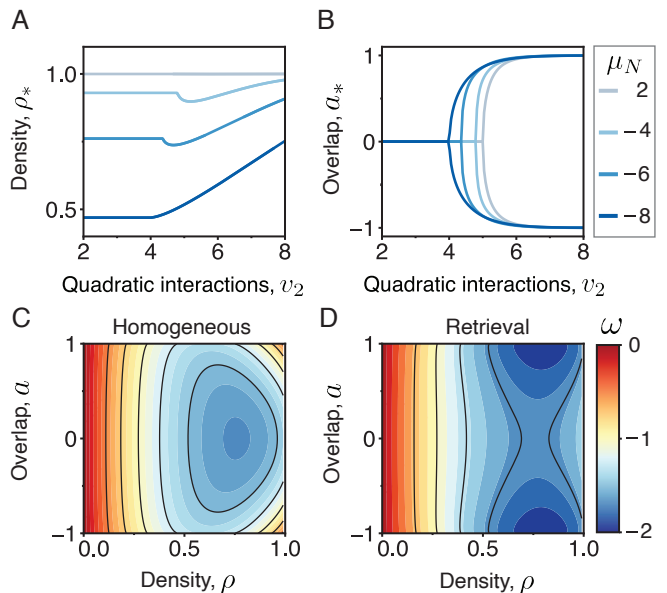 A
B
Density, ρ*
1.0
0.5
2
4
6
8
Quadratic interactions, v₂
Overlap, a*
1
0
−1
2
4
6
8
Quadratic interactions, v₂
μ_N
2
−4
−6
−8
C
Homogeneous
D
Retrieval
ω
Overlap, a
1
0
-1
0.0
0.5
1.0
Density, ρ
Overlap, a
1
0
-1
0.0
0.5
1.0
Density, ρ
0
−1
−2